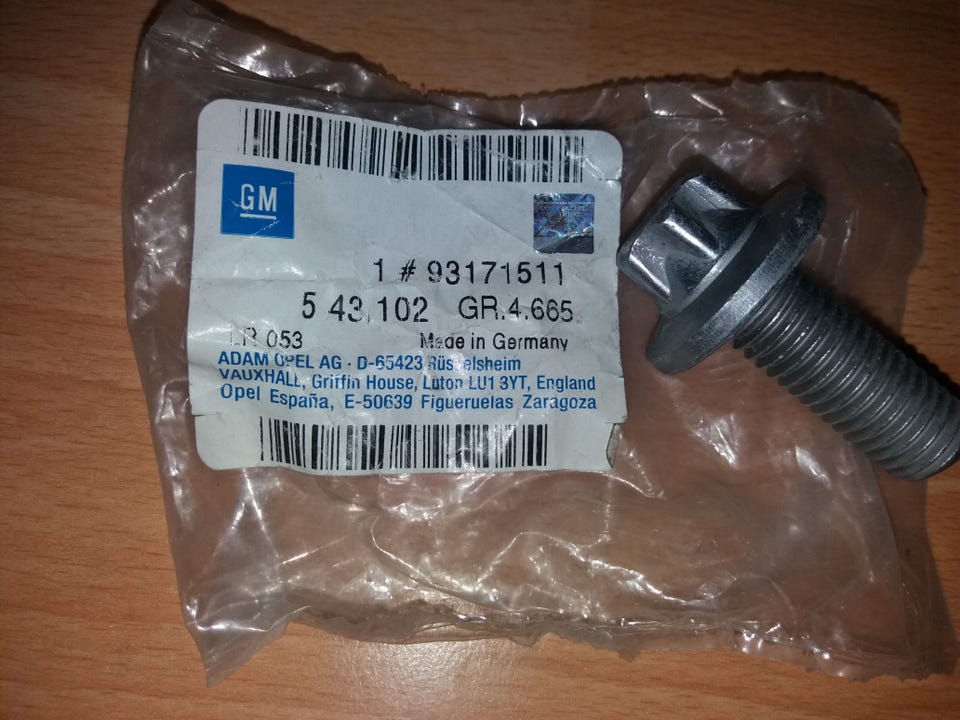 GM
1 # 93171511
5 43,102 GR.4.665
LR 053 Made in Germany
ADAM OPEL AG · D-65423 Rüsselsheim
VAUXHALL, Griffin House, Luton LU1 3YT, England
Opel España, E-50639 Figueruelas Zaragoza